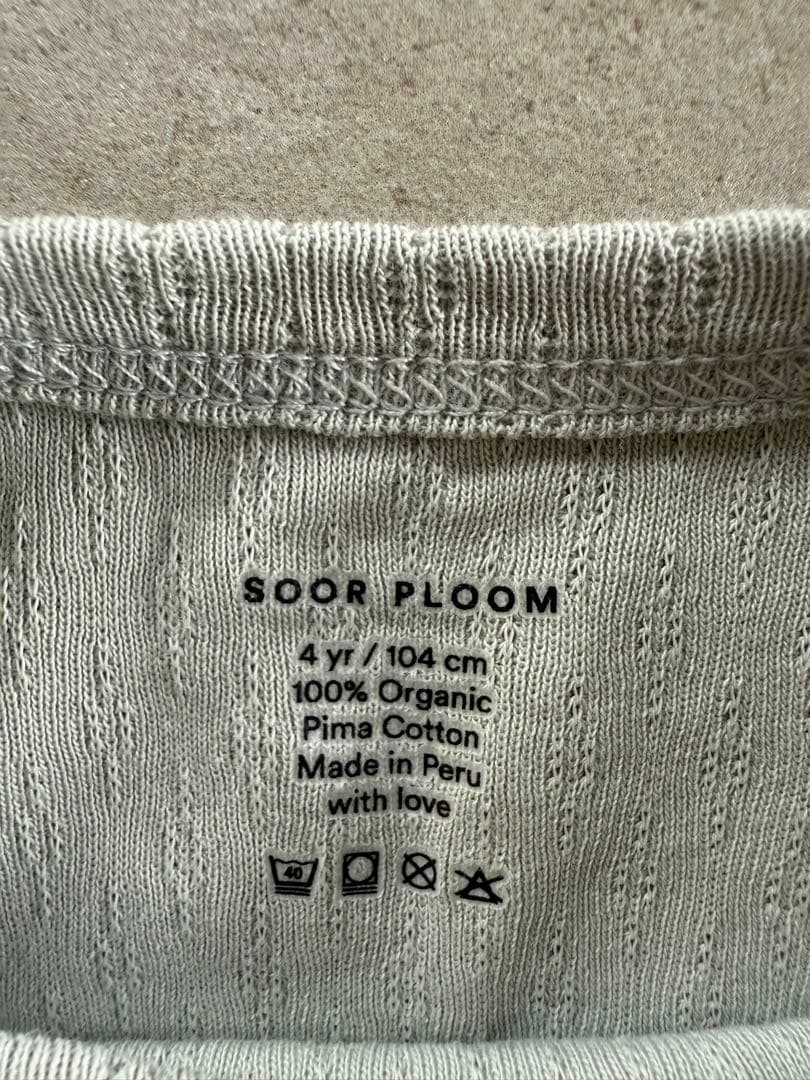 SOOR PLOOM
4 yr / 104 cm
100% Organic
Pima Cotton
Made in Peru
with love
40